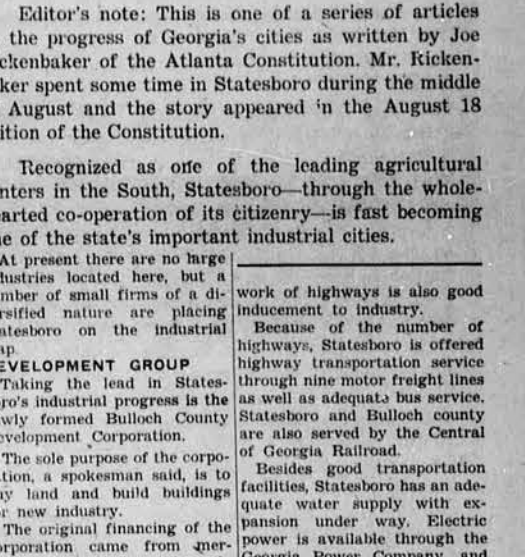 Editor's note: This is one of a series of articles
the progress of Georgia's cities as written by Joe
ckenbaker of the Atlanta Constitution. Mr. Ricken-
ker spent some time in Statesboro during the middle
August and the story appeared in the August 18
ition of the Constitution.
Recognized as one of the leading agricultural
nters in the South, Statesboro—through the whole-
arted co-operation of its citizenry—is fast becoming
e of the state's important industrial cities.
At present there are no large
dustries located here, but a
mber of small firms of a di-
rsified nature are placing
atesboro on the industrial
ap.
EVELOPMENT GROUP
Taking the lead in States-
ro's industrial progress is the
wly formed Bulloch County
evelopment Corporation.
The sole purpose of the corpo-
tion, a spokesman said, is to
y land and build buildings
r new industry.
The original financing of the
rporation came from mer-
work of highways is also good
inducement to industry.
Because of the number of
highways, Statesboro is offered
highway transportation service
through nine motor freight lines
as well as adequate bus service.
Statesboro and Bulloch county
are also served by the Central
of Georgia Railroad.
Besides good transportation
facilities, Statesboro has an ade-
quate water supply with ex-
pansion under way. Electric
power is available through the
Georgia Power Company and